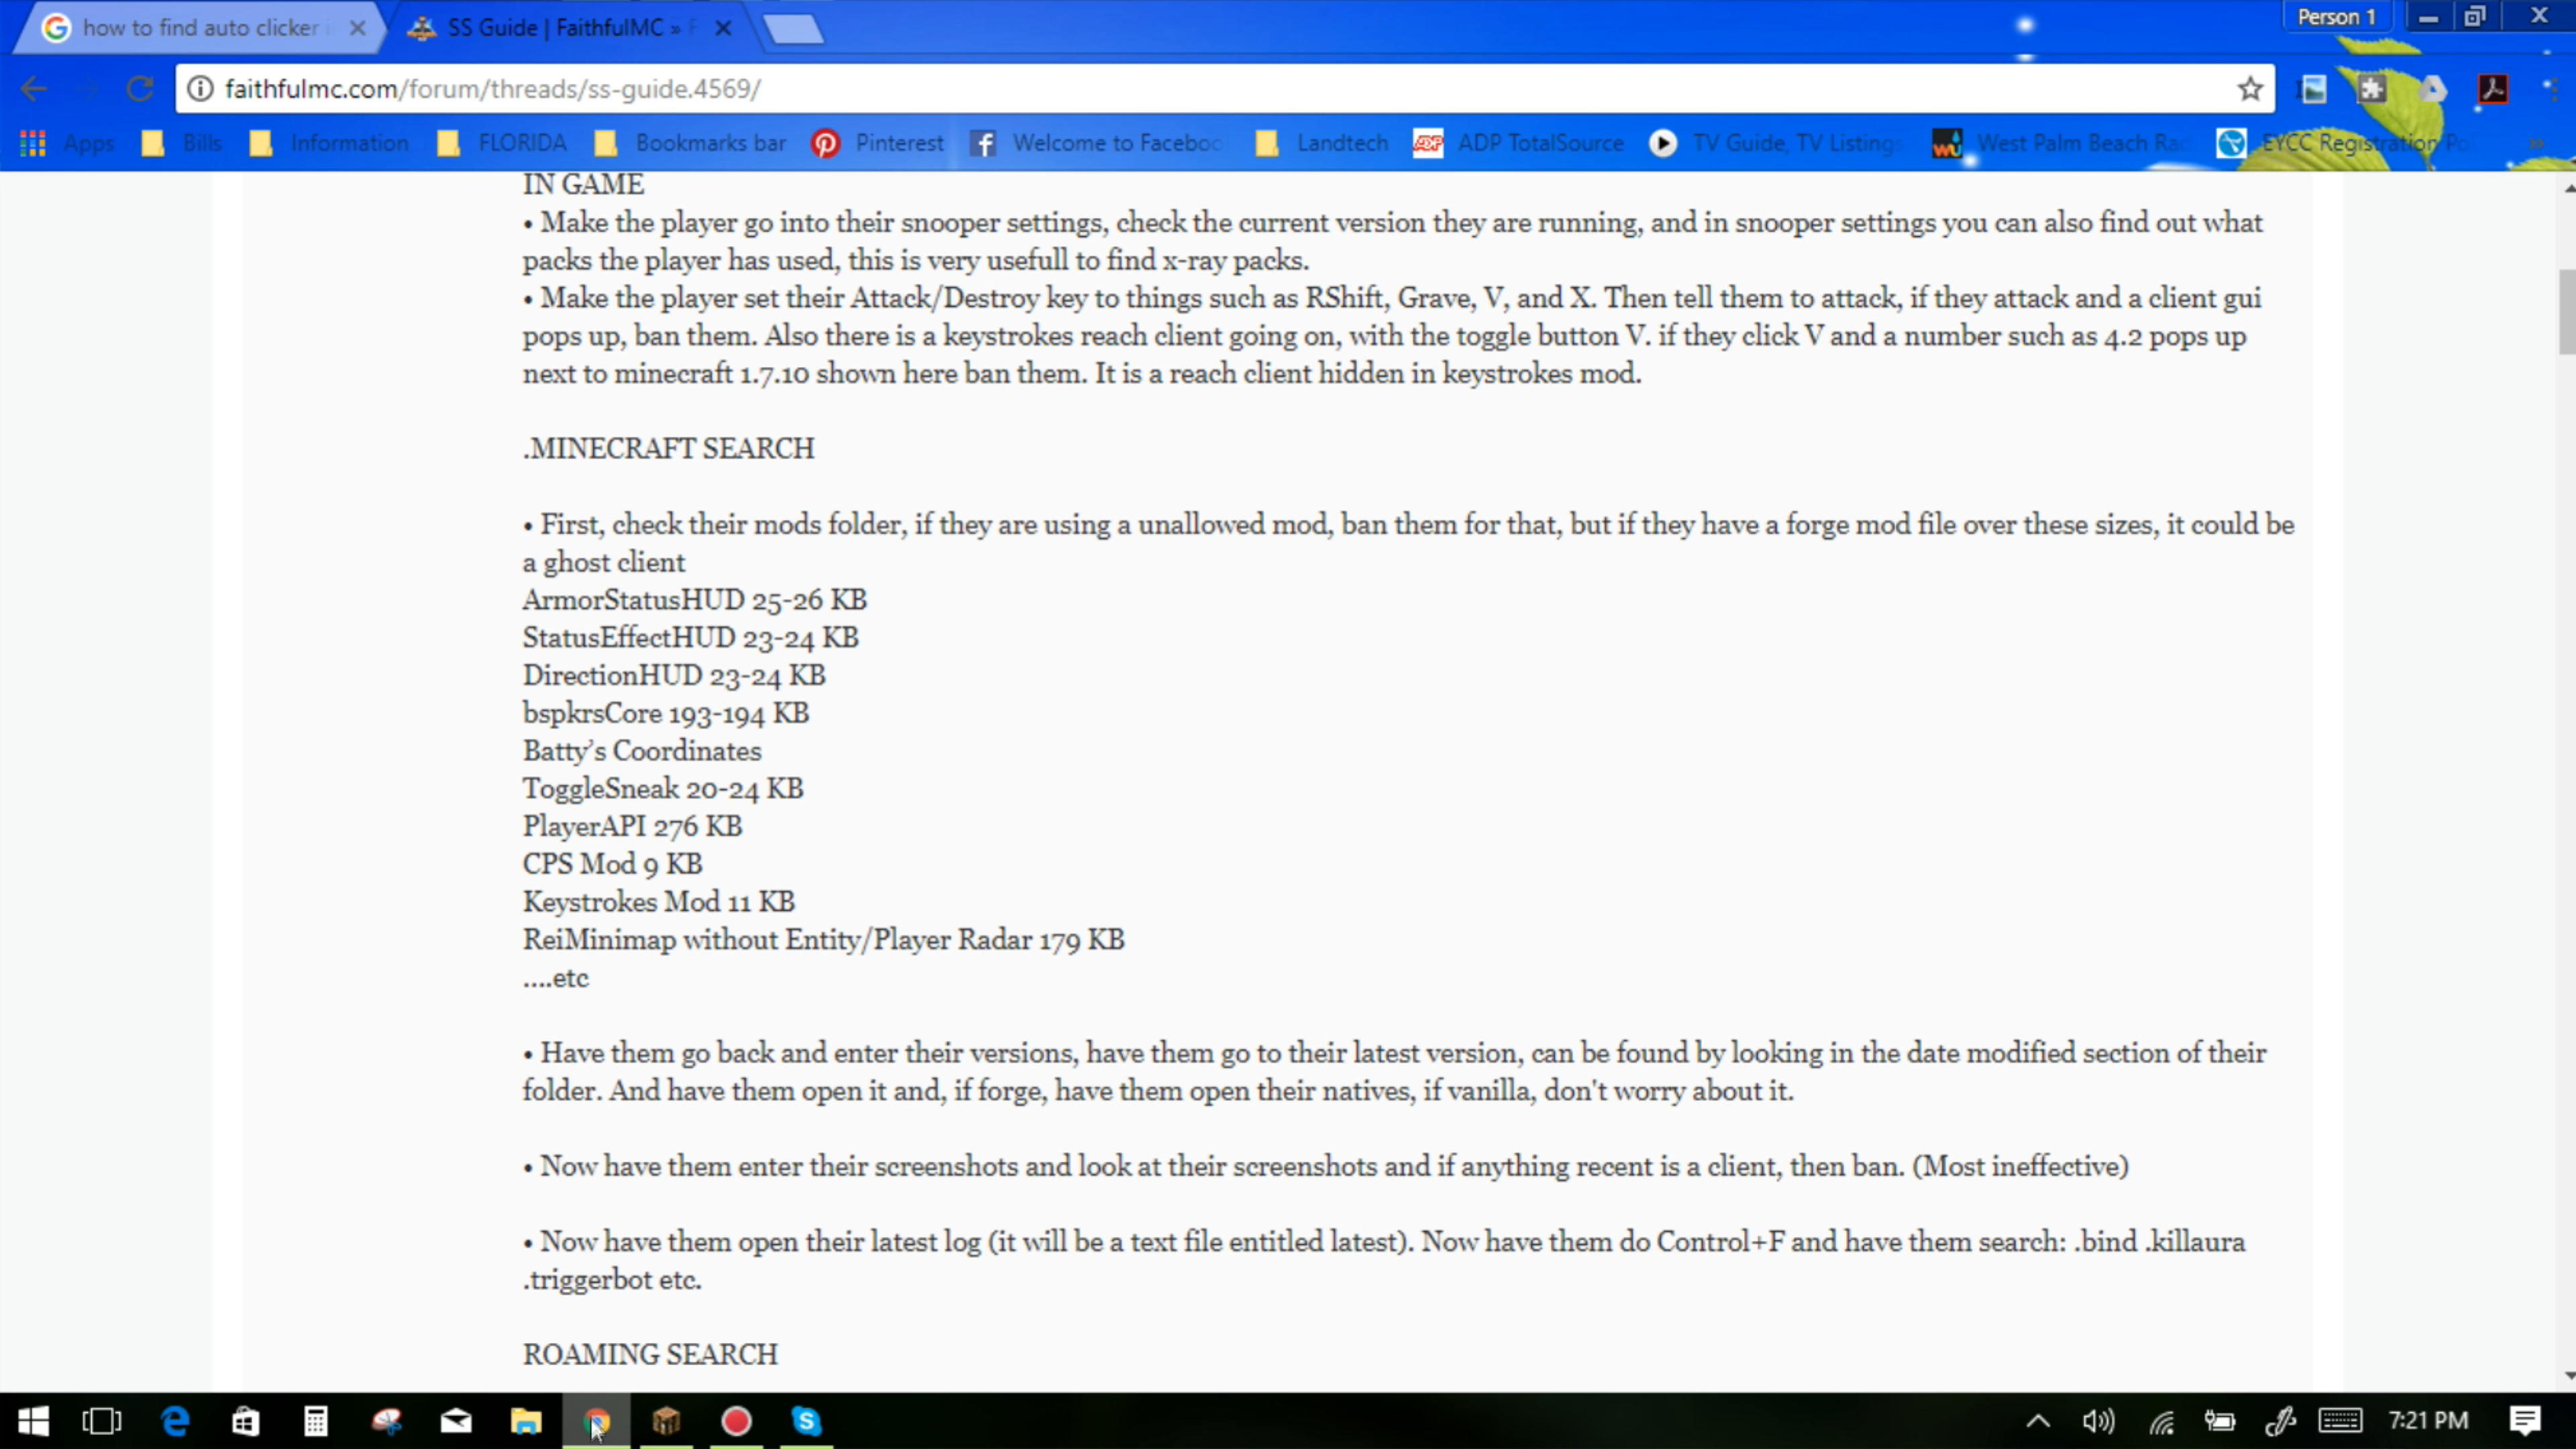 how to find auto clicker
SS Guide | FaithfulMC »
Person 1
faithfulmc.com/forum/threads/ss-guide.4569/
Apps Bills Information FLORIDA Bookmarks bar Pinterest Welcome to Faceboo Landtech ADP ADP TotalSource TV Guide, TV Listings West Palm Beach Ra EYCC Registration Po
IN GAME
• Make the player go into their snooper settings, check the current version they are running, and in snooper settings you can also find out what
packs the player has used, this is very usefull to find x-ray packs.
• Make the player set their Attack/Destroy key to things such as RShift, Grave, V, and X. Then tell them to attack, if they attack and a client gui
pops up, ban them. Also there is a keystrokes reach client going on, with the toggle button V. if they click V and a number such as 4.2 pops up
next to minecraft 1.7.10 shown here ban them. It is a reach client hidden in keystrokes mod.
.MINECRAFT SEARCH
• First, check their mods folder, if they are using a unallowed mod, ban them for that, but if they have a forge mod file over these sizes, it could be
a ghost client
ArmorStatusHUD 25-26 KB
StatusEffectHUD 23-24 KB
DirectionHUD 23-24 KB
bspkrsCore 193-194 KB
Batty's Coordinates
ToggleSneak 20-24 KB
PlayerAPI 276 KB
CPS Mod 9 KB
Keystrokes Mod 11 KB
ReiMinimap without Entity/Player Radar 179 KB
....etc
• Have them go back and enter their versions, have them go to their latest version, can be found by looking in the date modified section of their
folder. And have them open it and, if forge, have them open their natives, if vanilla, don't worry about it.
• Now have them enter their screenshots and look at their screenshots and if anything recent is a client, then ban. (Most ineffective)
• Now have them open their latest log (it will be a text file entitled latest). Now have them do Control+F and have them search: .bind .killaura
.triggerbot etc.
ROAMING SEARCH
7:21 PM